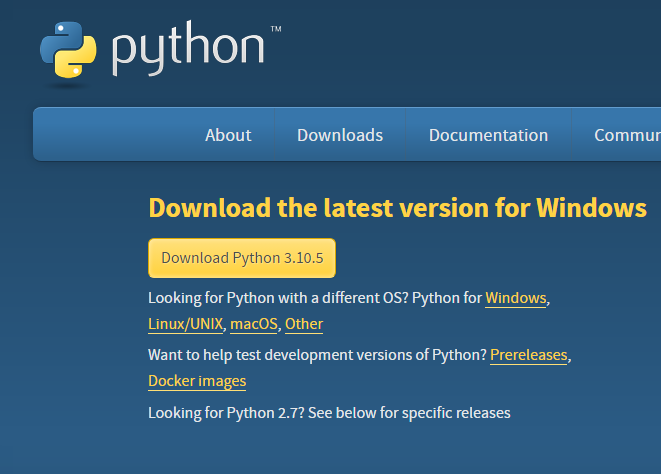 python™
About Downloads Documentation Commun
Download the latest version for Windows
Download Python 3.10.5
Looking for Python with a different OS? Python for Windows,
Linux/UNIX, macOS, Other
Want to help test development versions of Python? Prereleases,
Docker images
Looking for Python 2.7? See below for specific releases